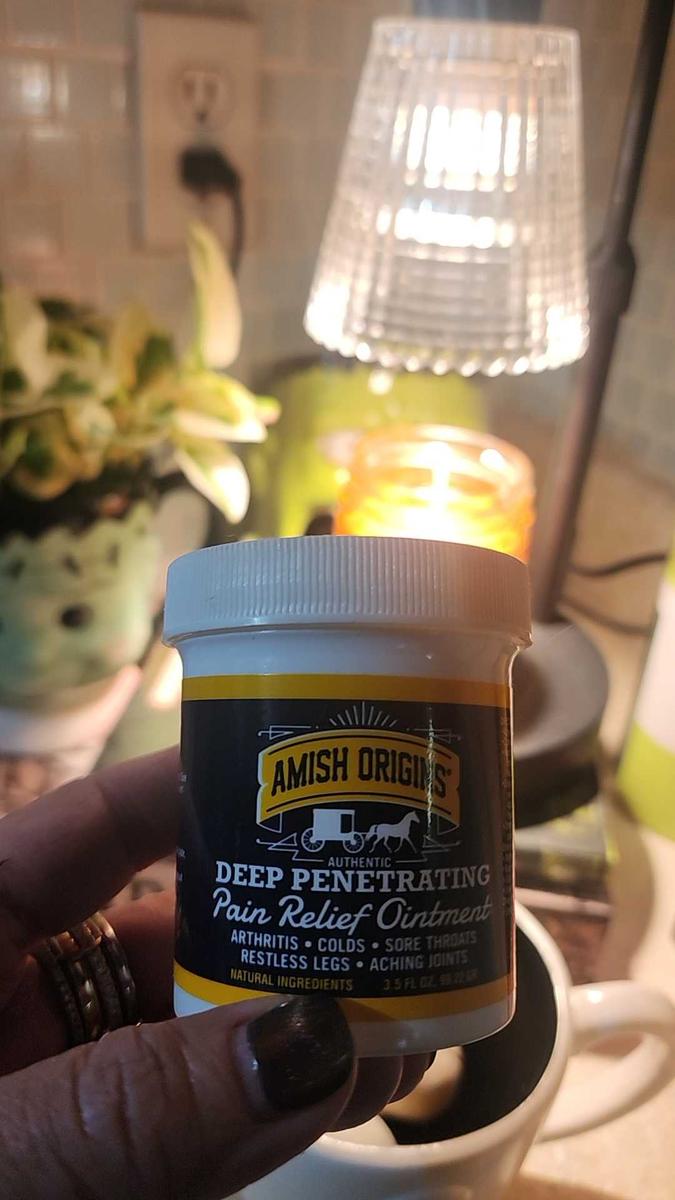 AMISH ORIGINS®
AUTHENTIC
DEEP PENETRATING
Pain Relief Ointment
ARTHRITIS • COLDS • SORE THROATS
RESTLESS LEGS • ACHING JOINTS
NATURAL INGREDIENTS 3.5 FL OZ,